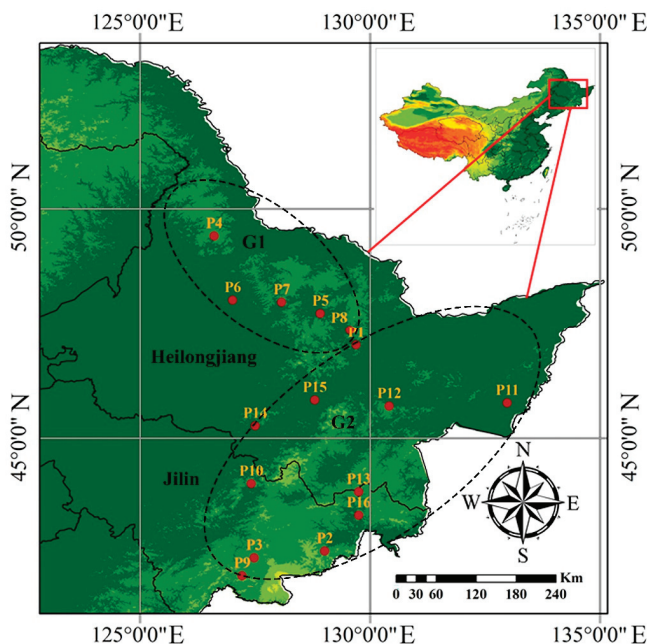 125°0'0"E 130°0'0"E 135°0'0"E
50°0'0" N 50°0'0" N
P4
G1
P6 P7 P5
P8
P1
Heilongjiang
P15 P12 P11
P14 G2
45°0'0" N 45°0'0" N
Jilin P10 P13
P16
N
W E
S
P3 P2
P9
Km
0 30 60 120 180 240
125°0'0"E 130°0'0"E 135°0'0"E